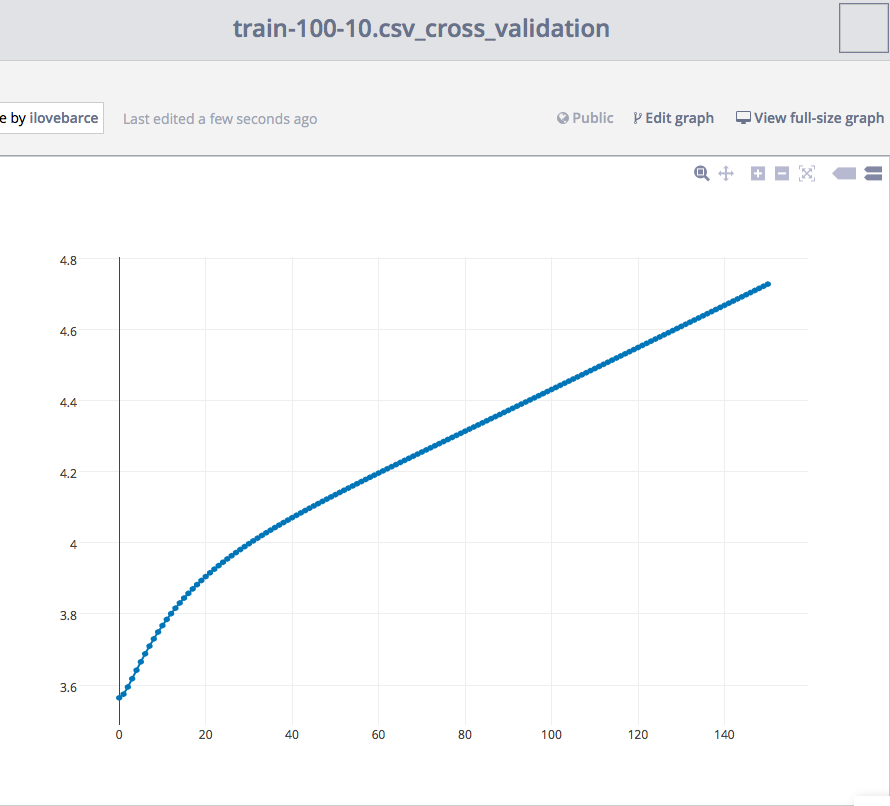 train-100-10.csv_cross_validation
e by ilovebarce
Last edited a few seconds ago
Public
Edit graph
View full-size graph
4.8
4.6
4.4
4.2
4
3.8
3.6
0 20 40 60 80 100 120 140